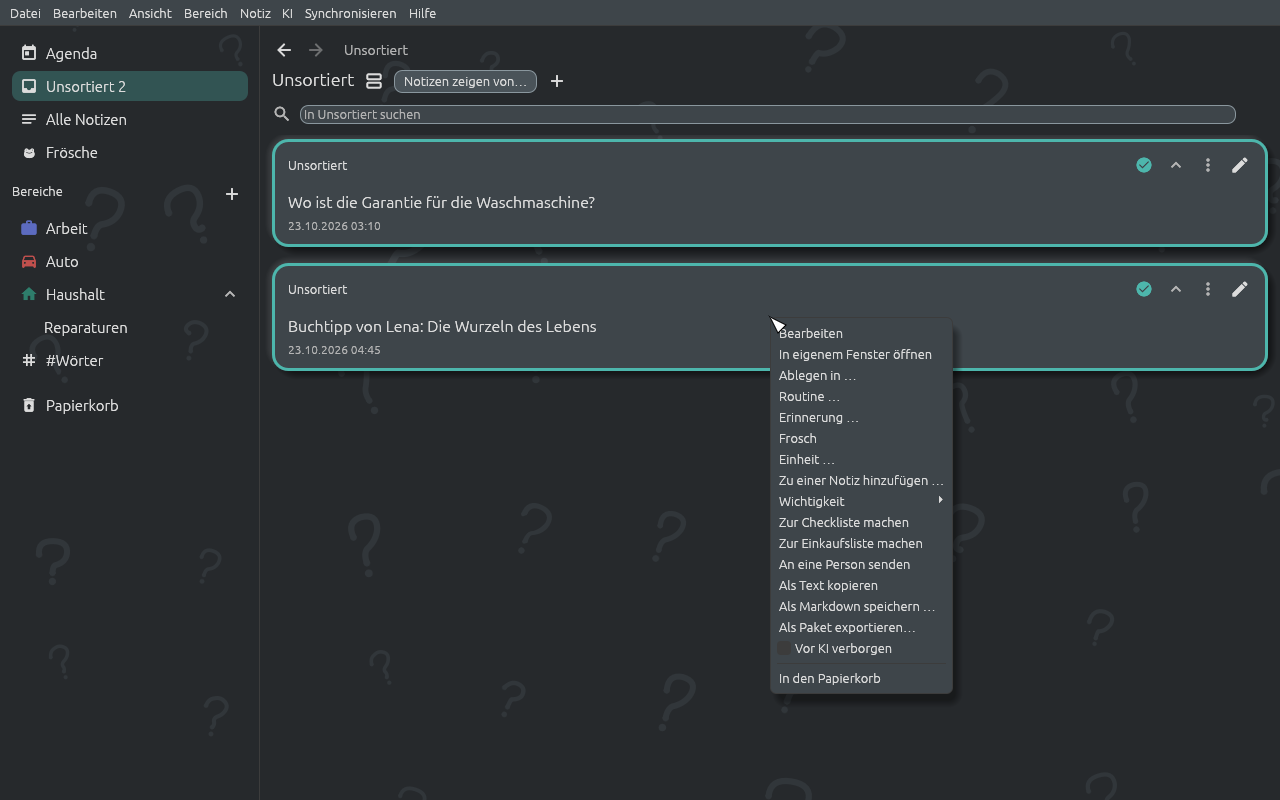 Datei Bearbeiten Ansicht Bereich Notiz KI Synchronisieren Hilfe
Agenda
Unsortiert 2
Alle Notizen
Frösche
Bereiche
Arbeit
Auto
Haushalt
Reparaturen
#Wörter
Papierkorb
Unsortiert
Unsortiert Notizen zeigen von…
In Unsortiert suchen
Unsortiert
Wo ist die Garantie für die Waschmaschine?
23.10.2026 03:10
Unsortiert
Buchtipp von Lena: Die Wurzeln des Lebens
23.10.2026 04:45
Bearbeiten
In eigenem Fenster öffnen
Ablegen in …
Routine …
Erinnerung …
Frosch
Einheit …
Zu einer Notiz hinzufügen …
Wichtigkeit
Zur Checkliste machen
Zur Einkaufsliste machen
An eine Person senden
Als Text kopieren
Als Markdown speichern …
Als Paket exportieren…
Vor KI verborgen
In den Papierkorb